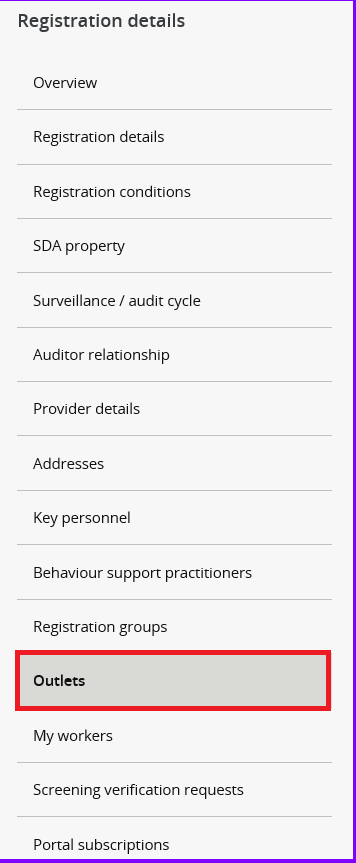 Registration details
Overview
Registration details
Registration conditions
SDA property
Surveillance / audit cycle
Auditor relationship
Provider details
Addresses
Key personnel
Behaviour support practitioners
Registration groups
Outlets
My workers
Screening verification requests
Portal subscriptions